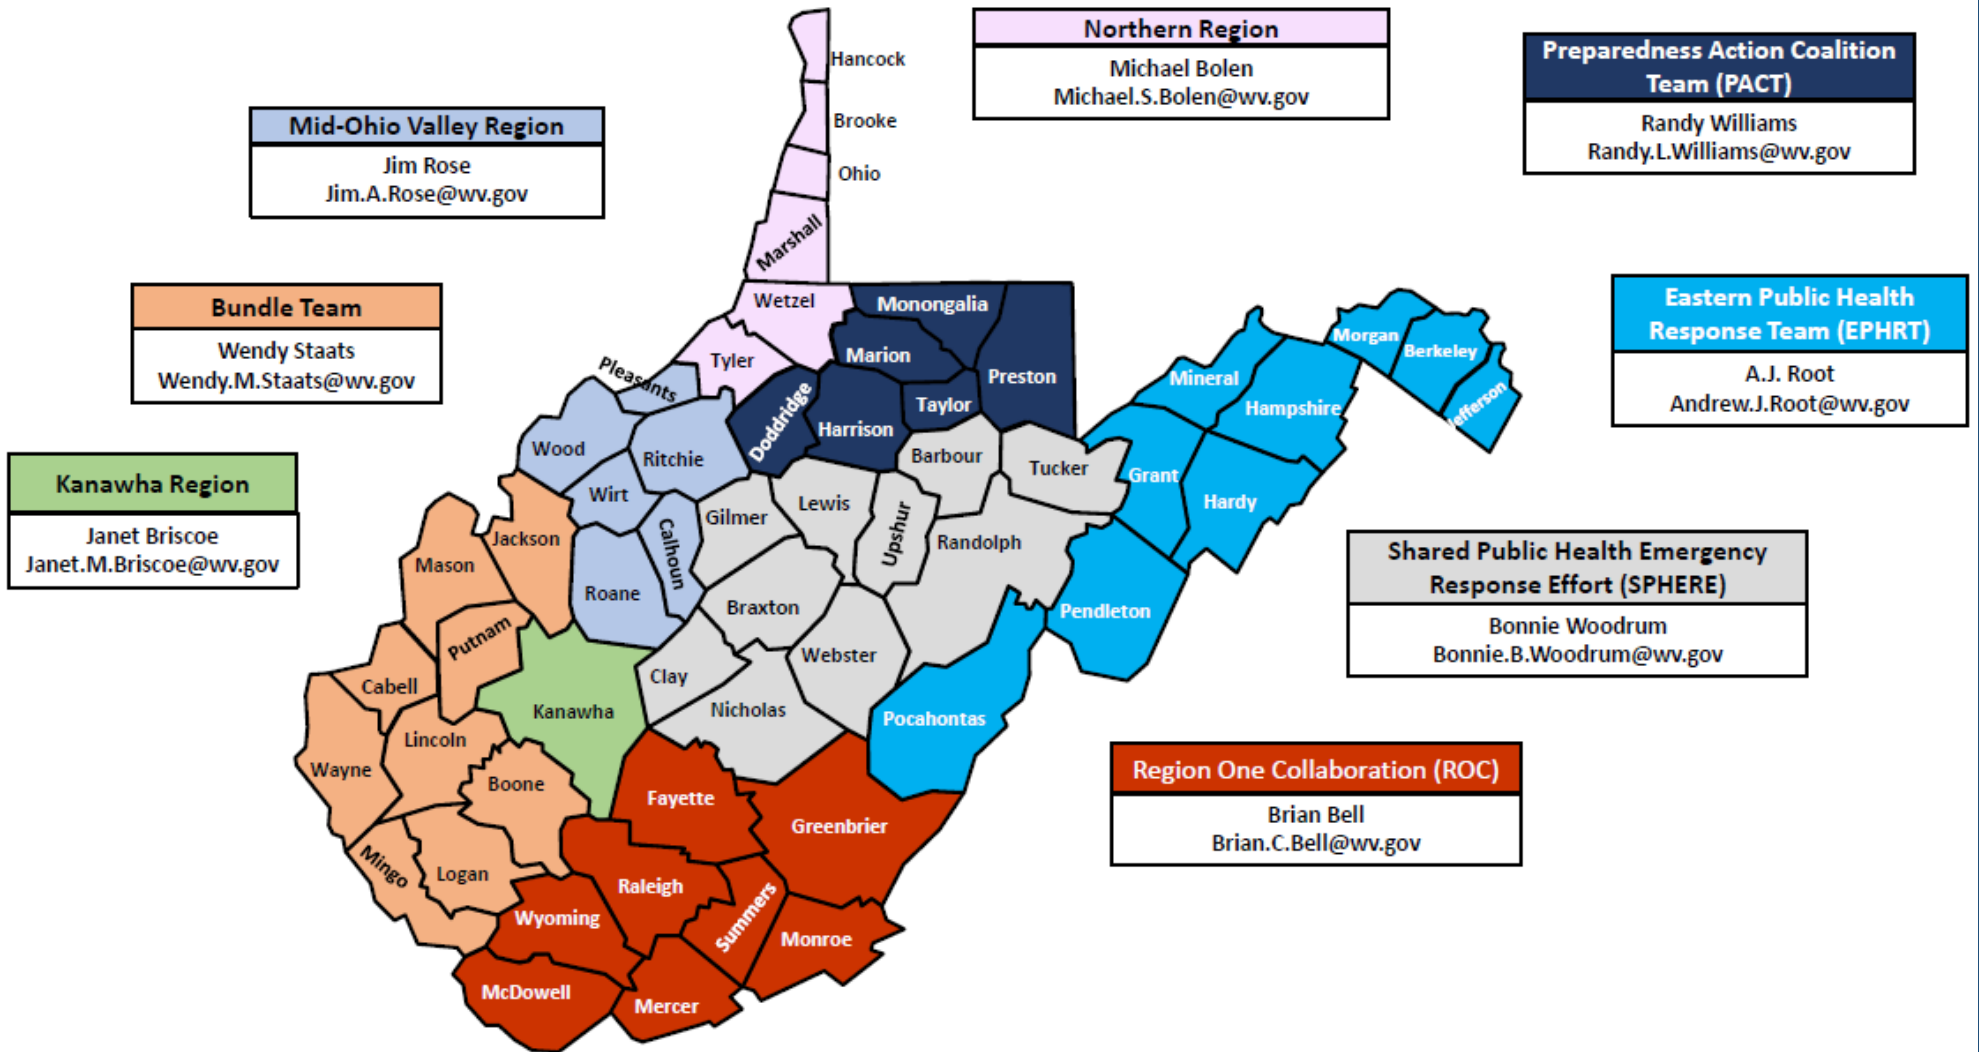 Northern Region
Michael Bolen
Michael.S.Bolen@wv.gov
Preparedness Action Coalition
Team (PACT)
Randy Williams
Randy.L.Williams@wv.gov
Mid-Ohio Valley Region
Jim Rose
Jim.A.Rose@wv.gov
Bundle Team
Wendy Staats
Wendy.M.Staats@wv.gov
Eastern Public Health
Response Team (EPHRT)
A.J. Root
Andrew.J.Root@wv.gov
Kanawha Region
Janet Briscoe
Janet.M.Briscoe@wv.gov
Shared Public Health Emergency
Response Effort (SPHERE)
Bonnie Woodrum
Bonnie.B.Woodrum@wv.gov
Region One Collaboration (ROC)
Brian Bell
Brian.C.Bell@wv.gov
Hancock
Brooke
Ohio
Marshall
Wetzel
Tyler
Monongalia
Marion
Preston
Taylor
Harrison
Doddridge
Pleasants
Wood
Ritchie
Wirt
Calhoun
Roane
Morgan
Berkeley
Jefferson
Mineral
Hampshire
Grant
Hardy
Pendleton
Pocahontas
Barbour
Tucker
Gilmer
Lewis
Upshur
Randolph
Braxton
Webster
Clay
Nicholas
Jackson
Mason
Putnam
Cabell
Wayne
Lincoln
Boone
Mingo
Logan
Kanawha
Fayette
Greenbrier
Raleigh
Summers
Monroe
Wyoming
McDowell
Mercer